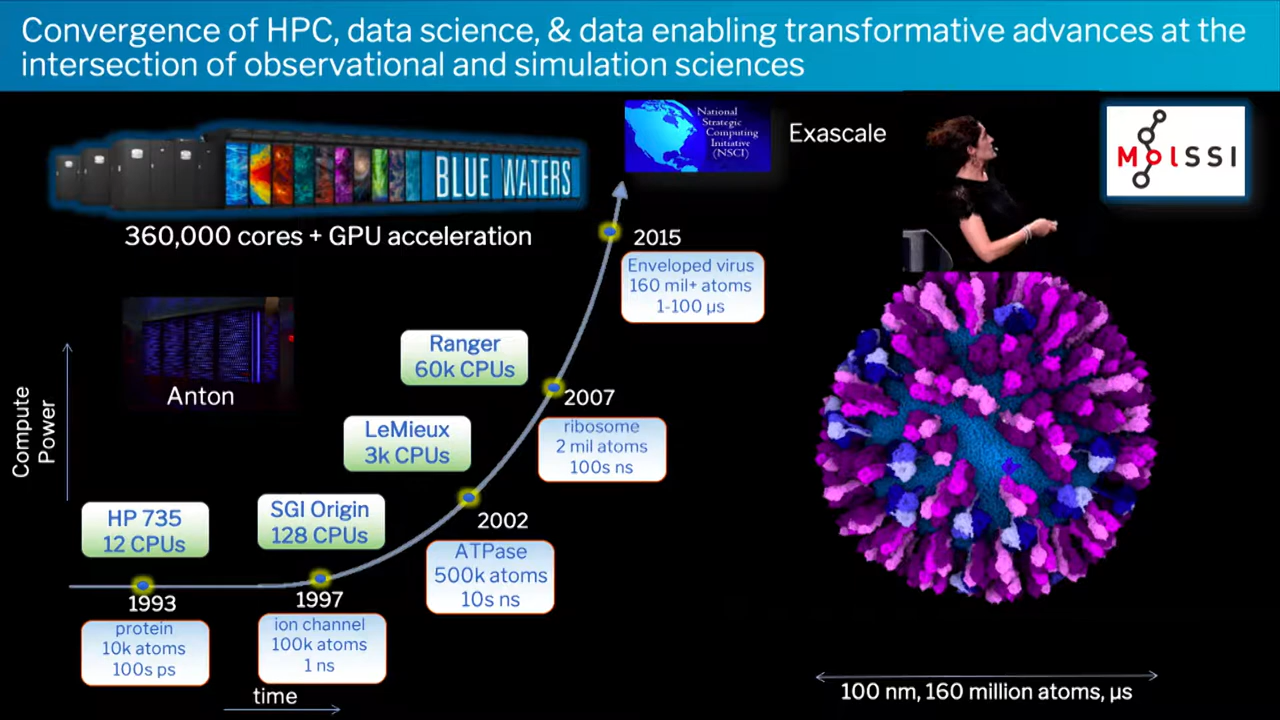 Convergence of HPC, data science, & data enabling transformative advances at the
intersection of observational and simulation sciences
BLUE WATERS
360,000 cores + GPU acceleration
National
Strategic
Computing
Initiative
(NSCI)
Exascale
MolSSI
2015
Enveloped virus
160 mil+ atoms
1-100 µs
Anton
Ranger
60k CPUs
2007
ribosome
2 mil atoms
100s ns
LeMieux
3k CPUs
2002
ATPase
500k atoms
10s ns
Compute
Power
HP 735
12 CPUs
1993
protein
10k atoms
100s ps
SGI Origin
128 CPUs
1997
ion channel
100k atoms
1 ns
time
100 nm, 160 million atoms, µs